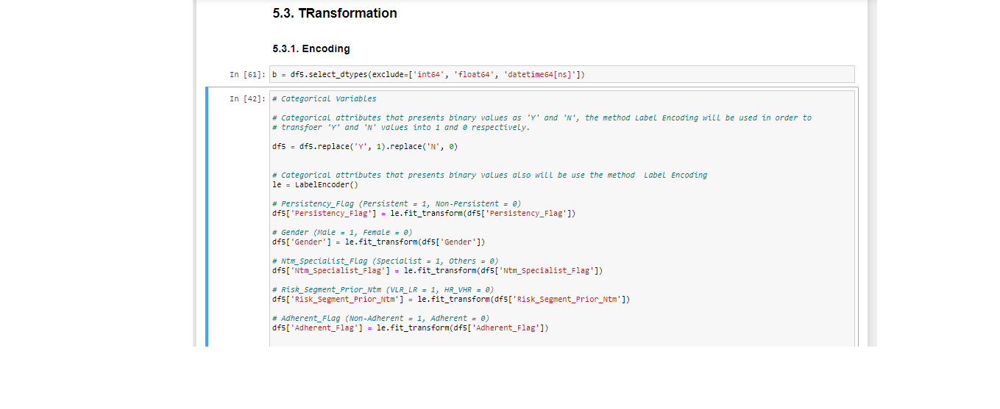 5.3. TRansformation
5.3.1. Encoding
In [61]: b = df5.select_dtypes(exclude=['int64', 'float64', 'datetime64[ns]'])
In [42]: # Categorical Variables
# Categorical attributes that presents binary values as 'Y' and 'N', the method Label Encoding will be used in order to
# transfoer 'Y' and 'N' values into 1 and 0 respectively.
df5 = df5.replace('Y', 1).replace('N', 0)
# Categorical attributes that presents binary values also will be use the method  Label Encoding
le = LabelEncoder()
# Persistency_Flag (Persistent = 1, Non-Persistent = 0)
df5['Persistency_Flag'] = le.fit_transform(df5['Persistency_Flag'])
# Gender (Male = 1, Female = 0)
df5['Gender'] = le.fit_transform(df5['Gender'])
# Ntm_Specialist_Flag (Specialist = 1, Others = 0)
df5['Ntm_Specialist_Flag'] = le.fit_transform(df5['Ntm_Specialist_Flag'])
# Risk_Segment_Prior_Ntm (VLR_LR = 1, HR_VHR = 0)
df5['Risk_Segment_Prior_Ntm'] = le.fit_transform(df5['Risk_Segment_Prior_Ntm'])
# Adherent_Flag (Non-Adherent = 1, Adherent = 0)
df5['Adherent_Flag'] = le.fit_transform(df5['Adherent_Flag'])